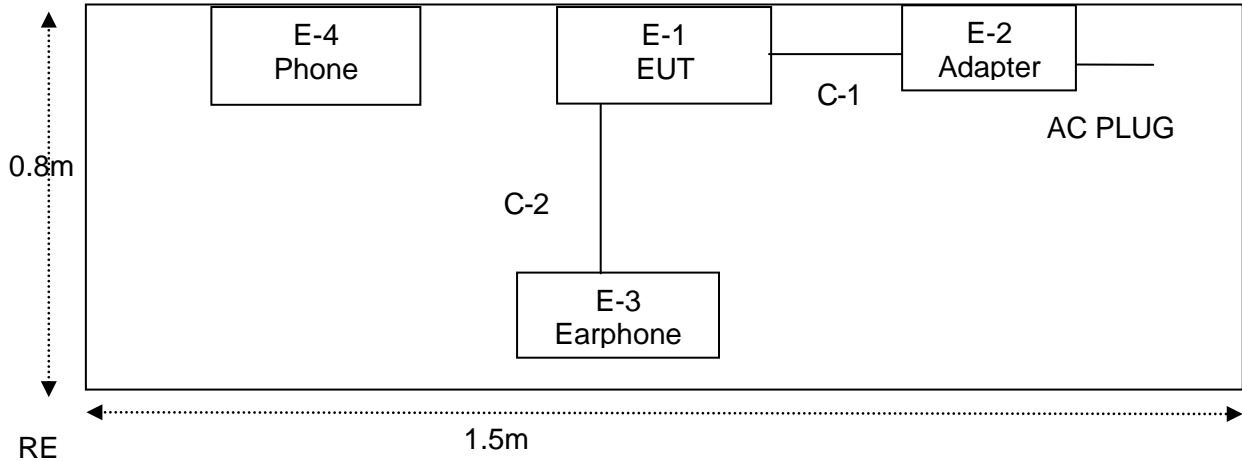 E-4
Phone
E-1
EUT
E-2
Adapter
C-1
AC PLUG
0.8m
C-2
E-3
Earphone
1.5m
RE